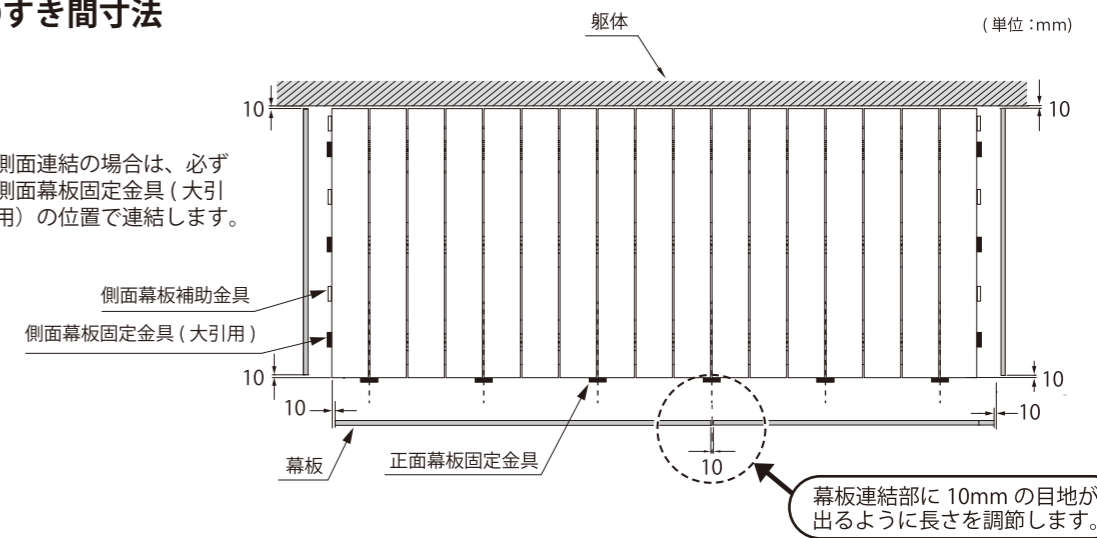 のすき間寸法
(単位:mm)
躯体
10
10
側面連結の場合は、必ず
側面幕板固定金具(大引
用)の位置で連結します。
側面幕板補助金具
側面幕板固定金具(大引用)
10
10
10
10
幕板
正面幕板固定金具
10
幕板連結部に 10mm の目地が
出るように長さを調節します。